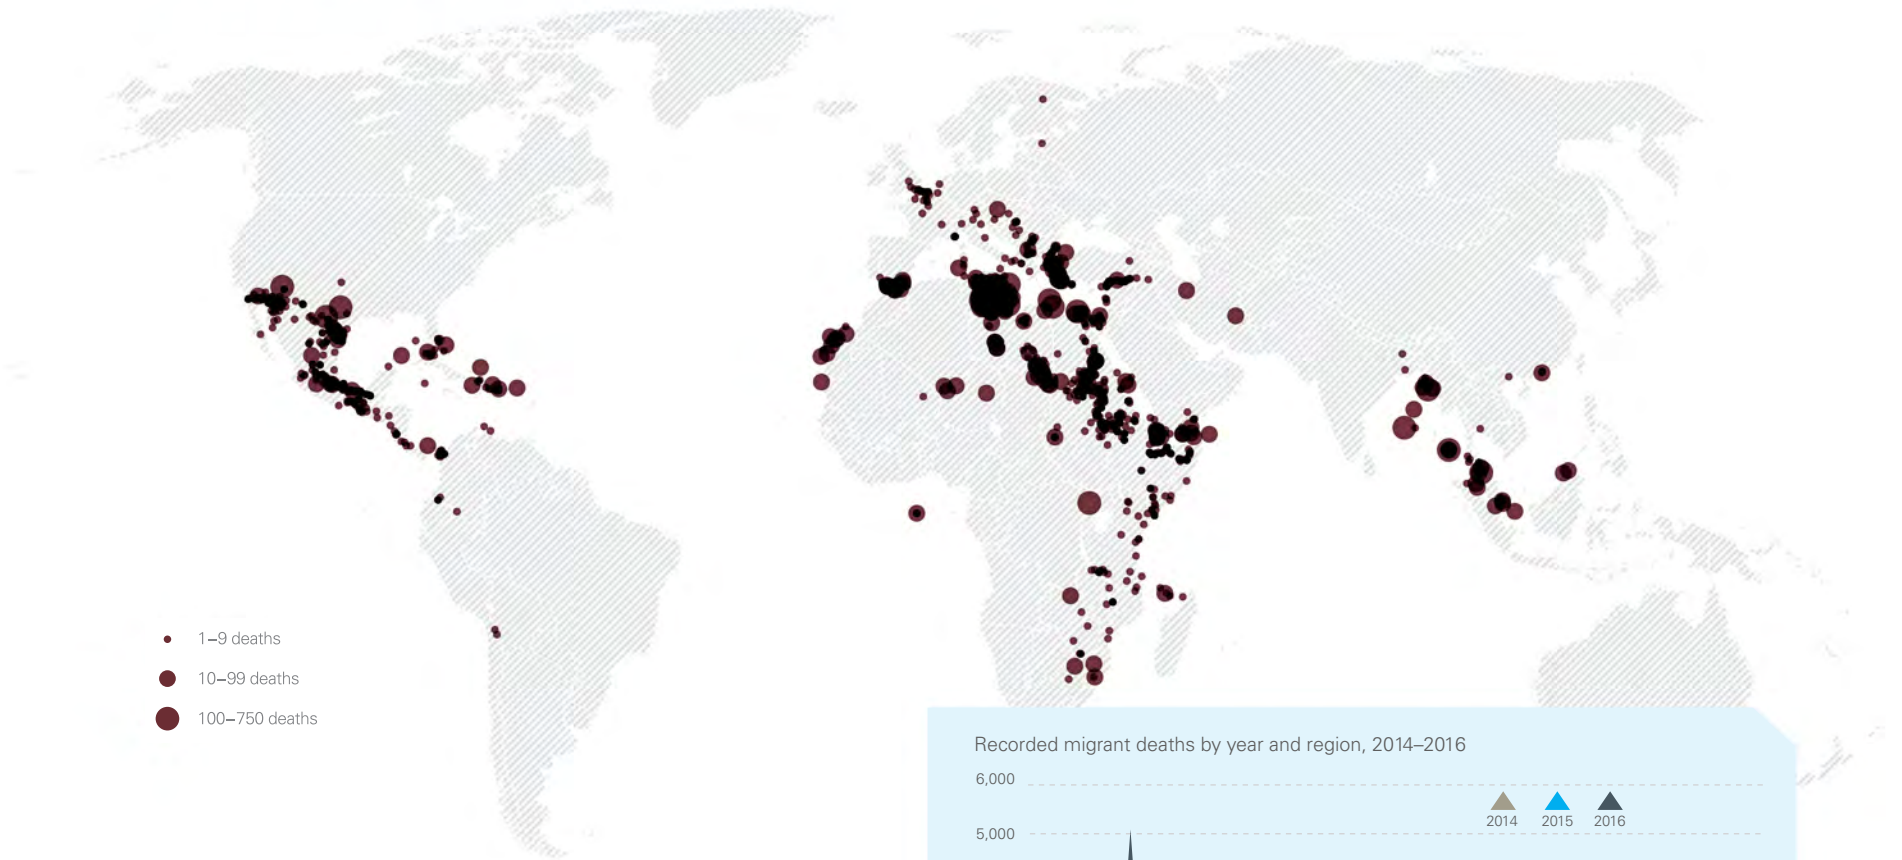 1–9 deaths
10–99 deaths
100–750 deaths
Recorded migrant deaths by year and region, 2014–2016
6,000
2014 2015 2016
5,000